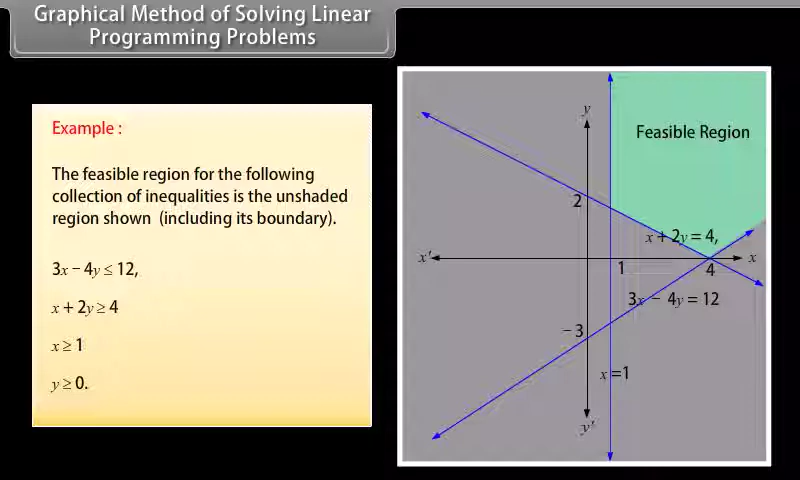 Graphical Method of Solving Linear
Programming Problems
Example :
The feasible region for the following
collection of inequalities is the unshaded
region shown (including its boundary).
3x − 4y ≤ 12,
x + 2y ≥ 4
x ≥ 1
y ≥ 0.
Feasible Region
y
2
x + 2y = 4,
x′
x
1
4
3x − 4y = 12
− 3
x = 1
y′